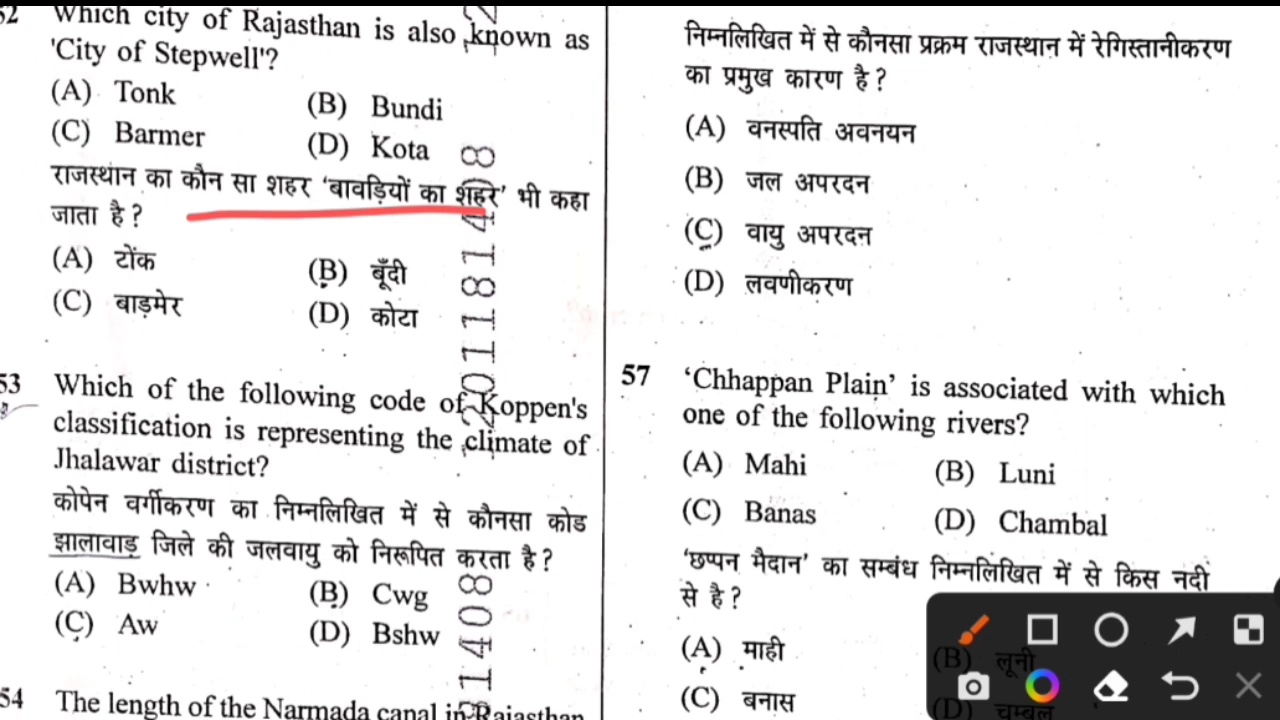 52 Which city of Rajasthan is also known as
'City of Stepwell'?
(A) Tonk (B) Bundi
(C) Barmer (D) Kota
राजस्थान का कौन सा शहर ‘बावड़ियों का शहर’ भी कहा
जाता है?
(A) टोंक (B) बूँदी
(C) बाड़मेर (D) कोटा
53 Which of the following code of Koppen's
classification is representing the climate of
Jhalawar district?
कोपेन वर्गीकरण का निम्नलिखित में से कौनसा कोड
झालावाड़ जिले की जलवायु को निरूपित करता है?
(A) Bwhw (B) Cwg
(C) Aw (D) Bshw
54 The length of the Narmada canal in Rajasthan
निम्नलिखित में से कौनसा प्रक्रम राजस्थान में रेगिस्तानीकरण
का प्रमुख कारण है?
(A) वनस्पति अवनयन
(B) जल अपरदन
(C) वायु अपरदन
(D) लवणीकरण
57 ‘Chhappan Plain’ is associated with which
one of the following rivers?
(A) Mahi (B) Luni
(C) Banas (D) Chambal
‘छप्पन मैदान’ का सम्बंध निम्नलिखित में से किस नदी
से है?
(A) माही (B) लूनी
(C) बनास (D) चम्बल